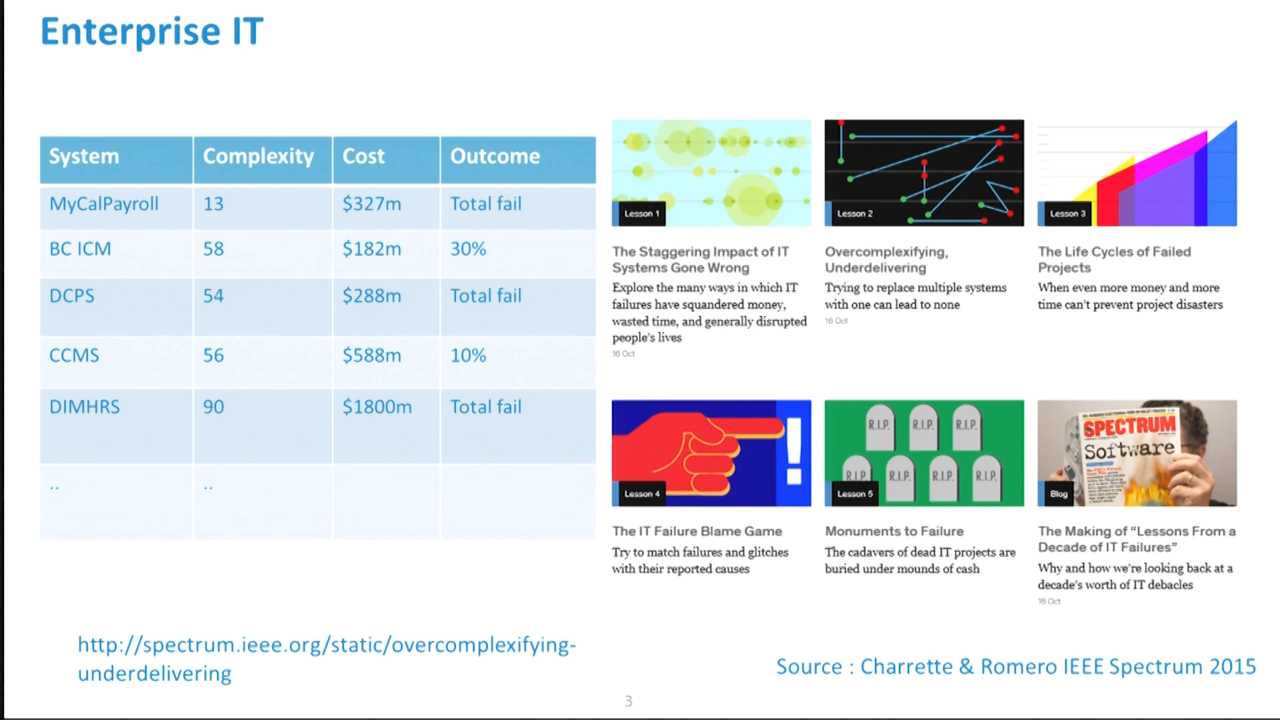 Enterprise IT
System Complexity Cost Outcome
MyCalPayroll 13 $327m Total fail
BC ICM 58 $182m 30%
DCPS 54 $288m Total fail
CCMS 56 $588m 10%
DIMHRS 90 $1800m Total fail
.. ..
Lesson 1
The Staggering Impact of IT
Systems Gone Wrong
Explore the many ways in which IT
failures have squandered money,
wasted time, and generally disrupted
people's lives
16 Oct
Lesson 2
Overcomplexifying,
Underdelivering
Trying to replace multiple systems
with one can lead to none
16 Oct
Lesson 3
The Life Cycles of Failed
Projects
When even more money and more
time can't prevent project disasters
Lesson 4
The IT Failure Blame Game
Try to match failures and glitches
with their reported causes
R.I.P. R.I.P. R.I.P.
R.I.P. R.I.P. R.I.P. R.I.P.
Lesson 5
Monuments to Failure
The cadavers of dead IT projects are
buried under mounds of cash
SPECTRUM
Software
Blog
The Making of "Lessons From a
Decade of IT Failures"
Why and how we're looking back at a
decade's worth of IT debacles
16 Oct
http://spectrum.ieee.org/static/overcomplexifying-
underdelivering
Source : Charrette & Romero IEEE Spectrum 2015
3